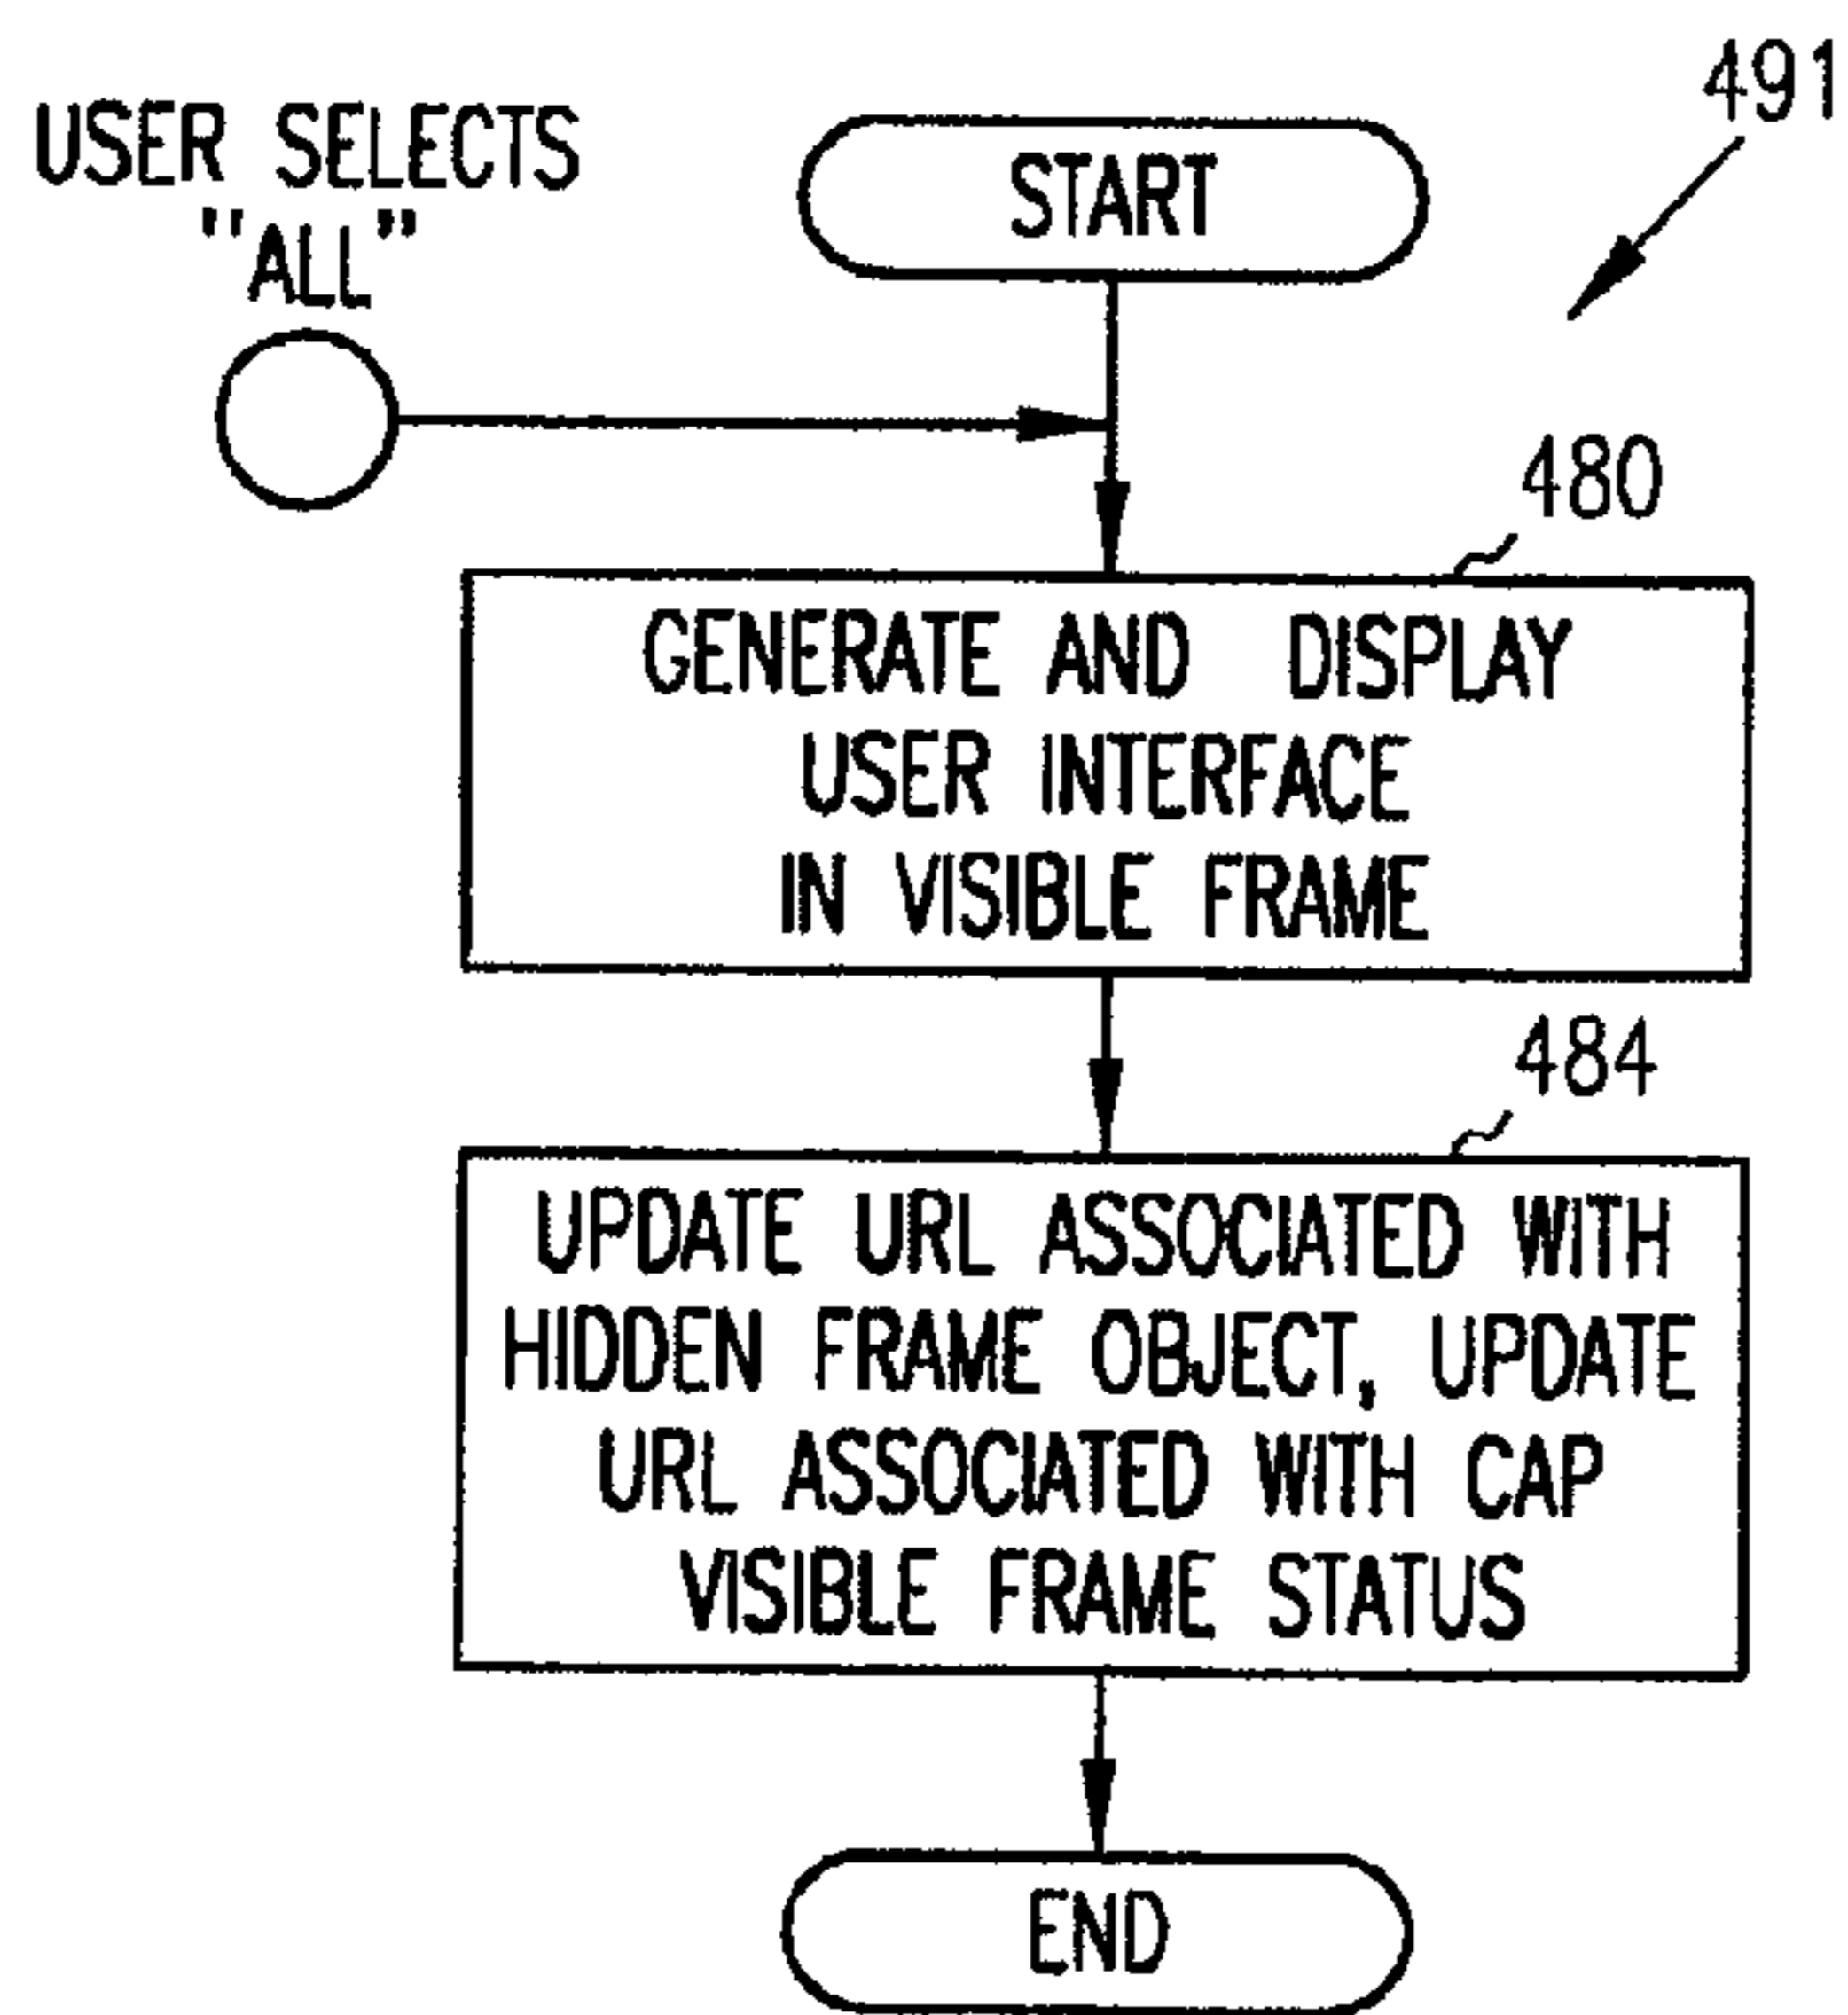 491
USER SELECTS
"ALL"
START
480
GENERATE AND DISPLAY
USER INTERFACE
IN VISIBLE FRAME
484
UPDATE URL ASSOCIATED WITH
HIDDEN FRAME OBJECT, UPDATE
URL ASSOCIATED WITH CAP
VISIBLE FRAME STATUS
END